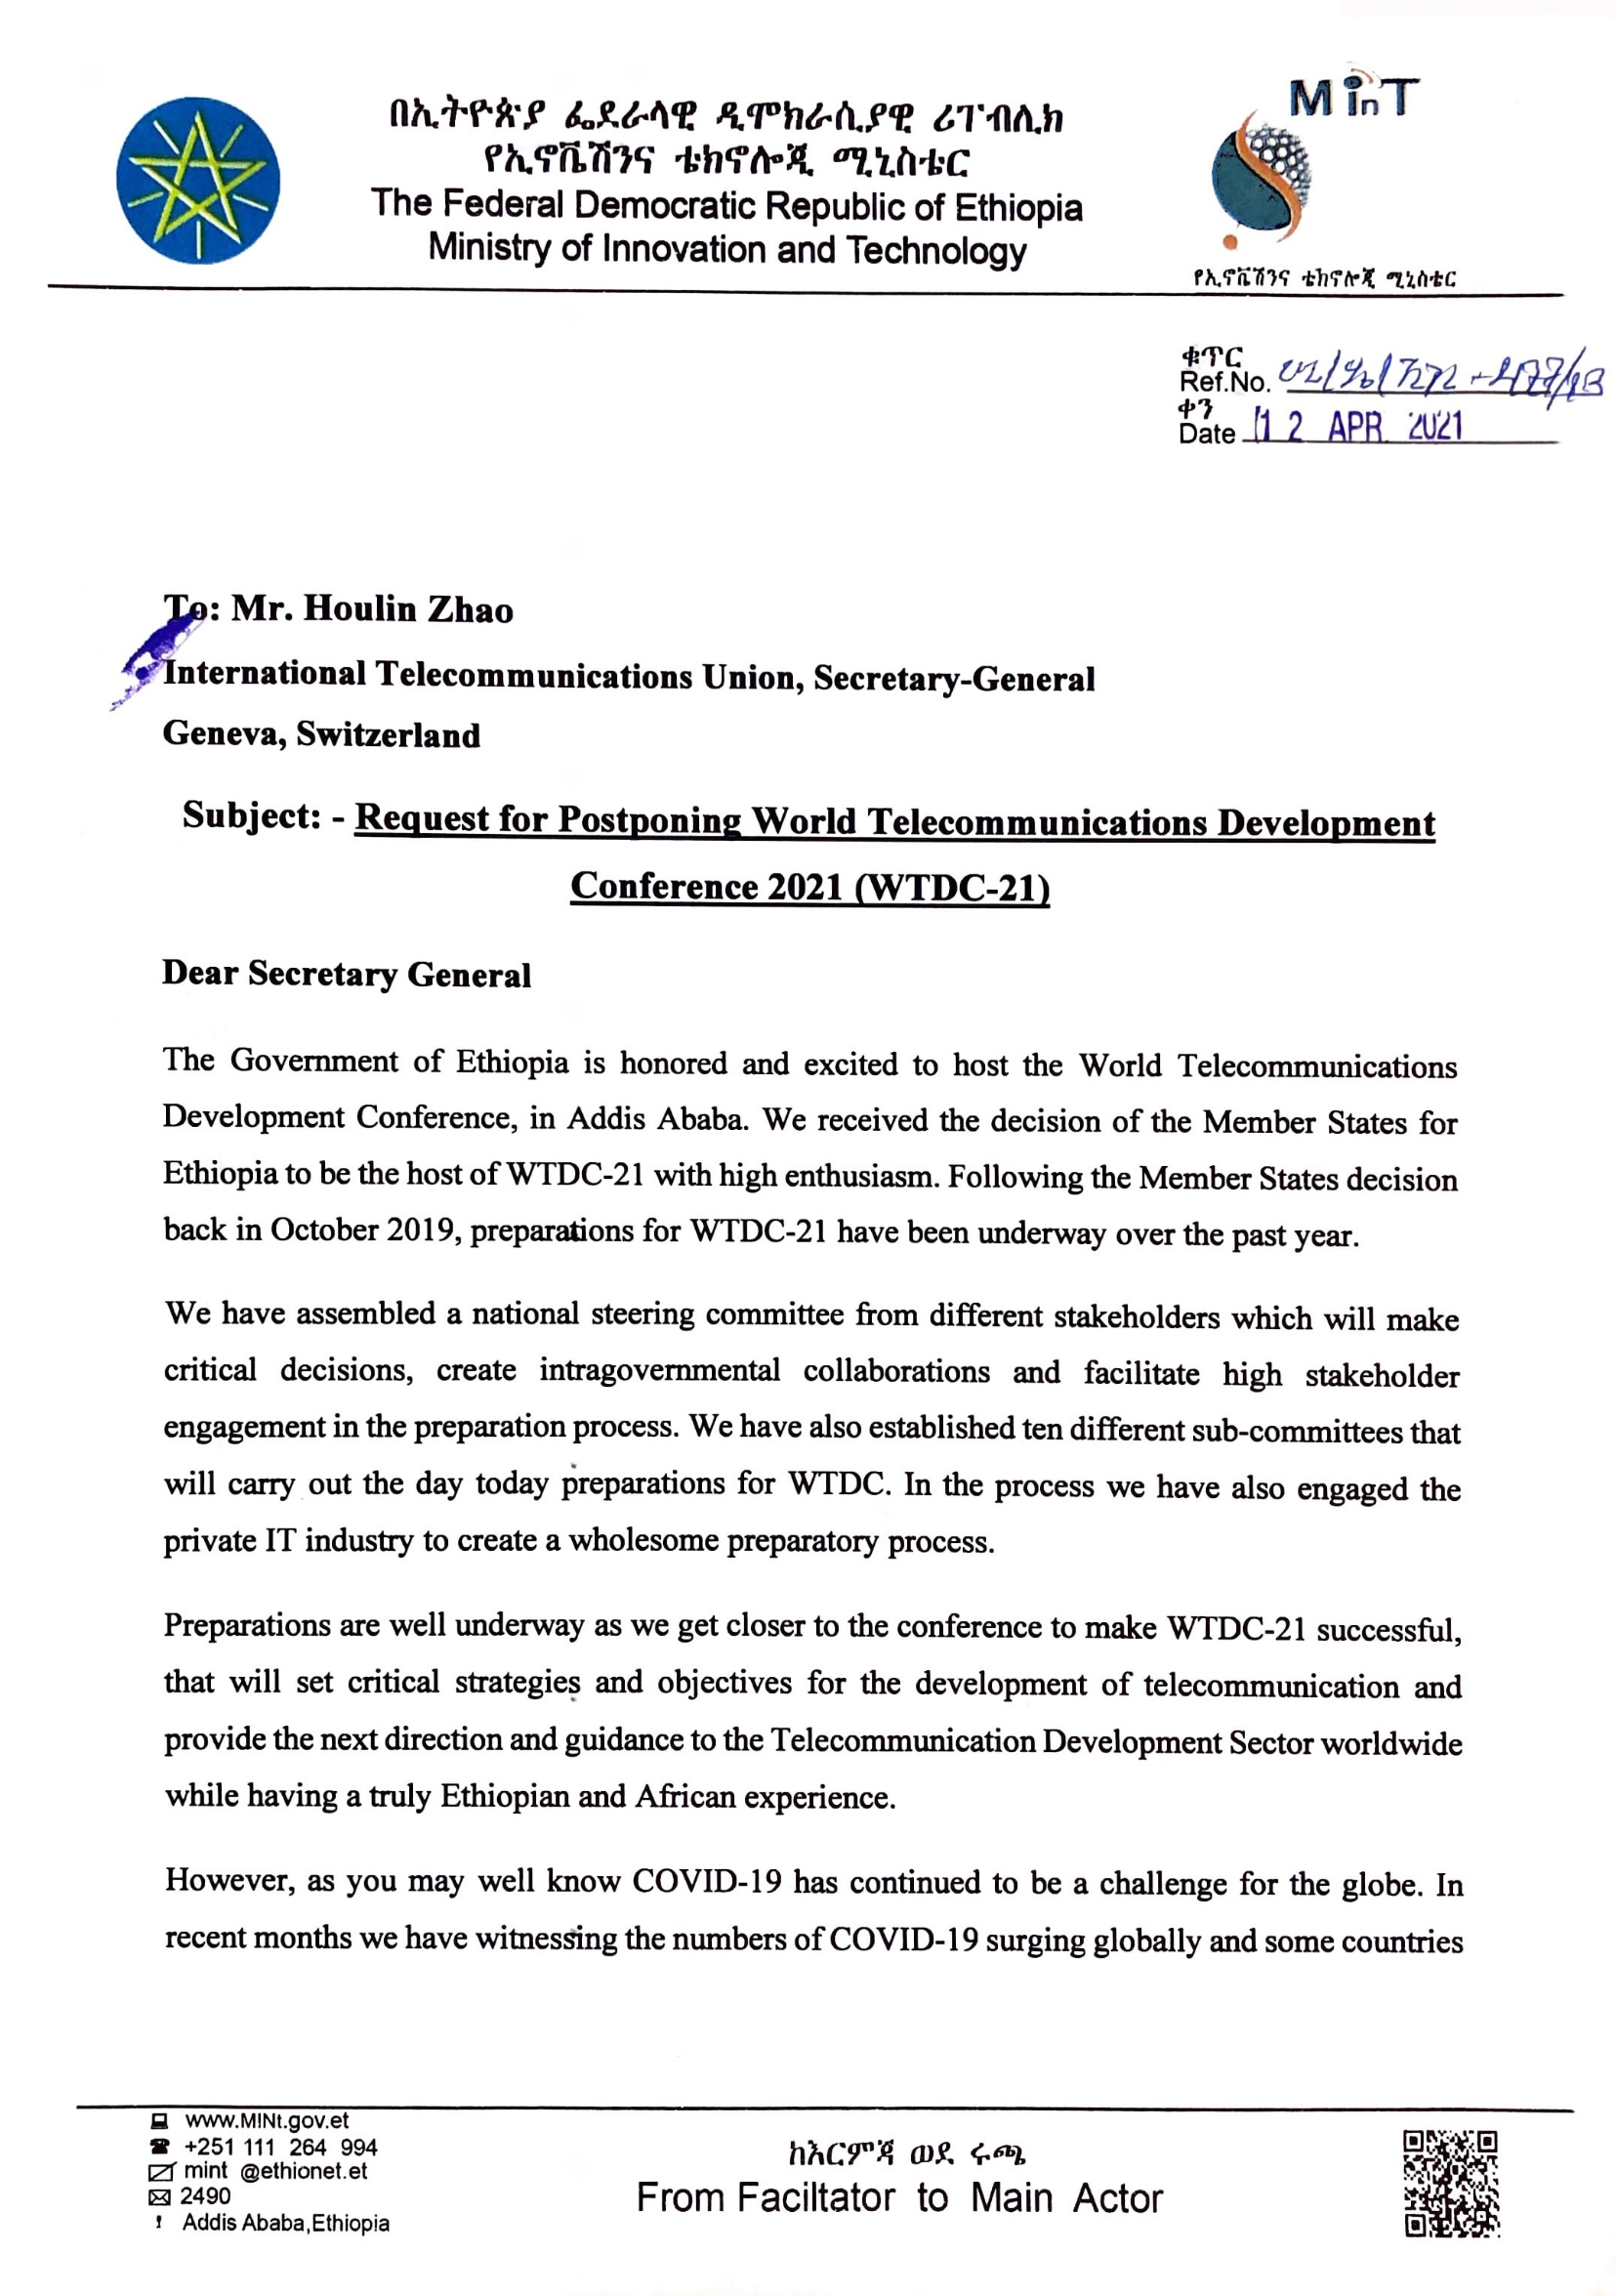 በኢትዮጵያ ፌደራላዊ ዲሞክራሲያዊ ሪፐብሊክ
የኢኖቬሽንና ቴክኖሎጂ ሚኒስቴር
The Federal Democratic Republic of Ethiopia
Ministry of Innovation and Technology
MinT
የኢኖቬሽንና ቴክኖሎጂ ሚኒስቴር
ቁጥር
Ref.No.
ቀን
Date 12 APR 2021
To: Mr. Houlin Zhao
International Telecommunications Union, Secretary-General
Geneva, Switzerland
Subject: - Request for Postponing World Telecommunications Development
Conference 2021 (WTDC-21)
Dear Secretary General
The Government of Ethiopia is honored and excited to host the World Telecommunications
Development Conference, in Addis Ababa. We received the decision of the Member States for
Ethiopia to be the host of WTDC-21 with high enthusiasm. Following the Member States decision
back in October 2019, preparations for WTDC-21 have been underway over the past year.
We have assembled a national steering committee from different stakeholders which will make
critical decisions, create intragovernmental collaborations and facilitate high stakeholder
engagement in the preparation process. We have also established ten different sub-committees that
will carry out the day today preparations for WTDC. In the process we have also engaged the
private IT industry to create a wholesome preparatory process.
Preparations are well underway as we get closer to the conference to make WTDC-21 successful,
that will set critical strategies and objectives for the development of telecommunication and
provide the next direction and guidance to the Telecommunication Development Sector worldwide
while having a truly Ethiopian and African experience.
However, as you may well know COVID-19 has continued to be a challenge for the globe. In
recent months we have witnessing the numbers of COVID-19 surging globally and some countries
www.MINt.gov.et
+251 111 264 994
mint @ethionet.et
2490
Addis Ababa,Ethiopia
ከእርምጃ ወደ ሩጫ
From Faciltator to Main Actor